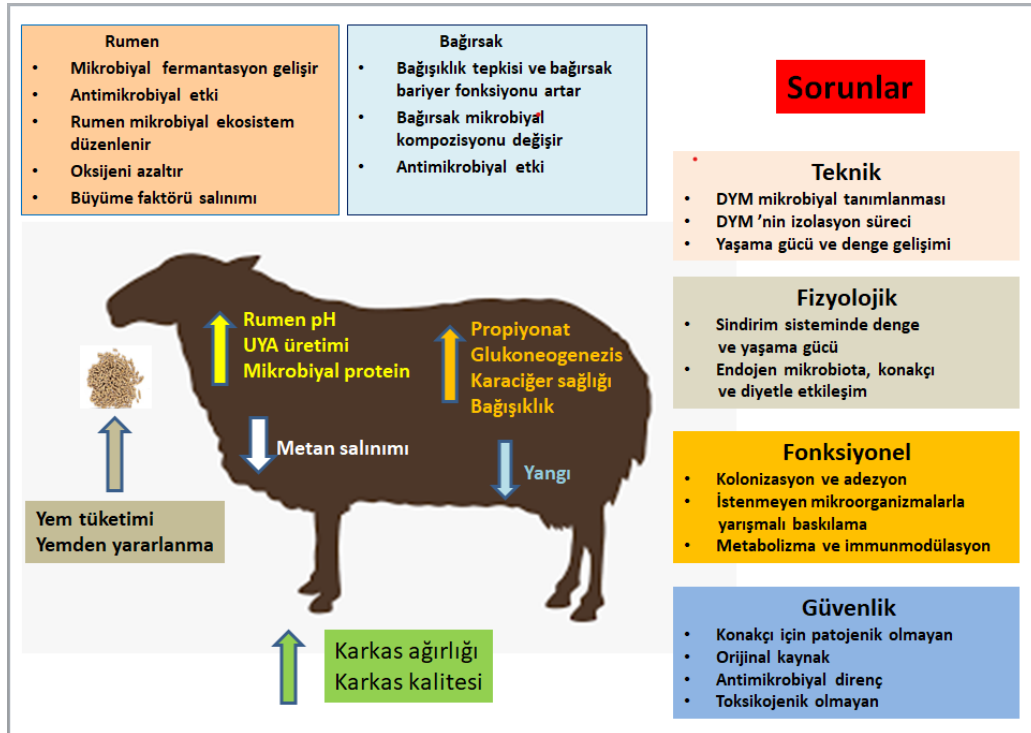 Rumen
• Mikrobiyal fermantasyon gelişir
• Antimikrobiyal etki
• Rumen mikrobiyal ekosistem
düzenlenir
• Oksijeni azaltır
• Büyüme faktörü salınımı
Bağırsak
• Bağışıklık tepkisi ve bağırsak
bariyer fonksiyonu artar
• Bağırsak mikrobiyal
kompozisyonu değişir
• Antimikrobiyal etki
Rumen pH
UYA üretimi
Mikrobiyal protein
Metan salınımı
Propiyonat
Glukoneogenezis
Karaciğer sağlığı
Bağışıklık
Yangı
Yem tüketimi
Yemden yararlanma
Karkas ağırlığı
Karkas kalitesi
Sorunlar
Teknik
• DYM mikrobiyal tanımlanması
• DYM 'nin izolasyon süreci
• Yaşama gücü ve denge gelişimi
Fizyolojik
• Sindirim sisteminde denge
ve yaşama gücü
• Endojen mikrobiota, konakçı
ve diyetle etkileşim
Fonksiyonel
• Kolonizasyon ve adezyon
• İstenmeyen mikroorganizmalarla
yarışmalı baskılama
• Metabolizma ve immunmodülasyon
Güvenlik
• Konakçı için patojenik olmayan
• Orijinal kaynak
• Antimikrobiyal direnç
• Toksikojenik olmayan